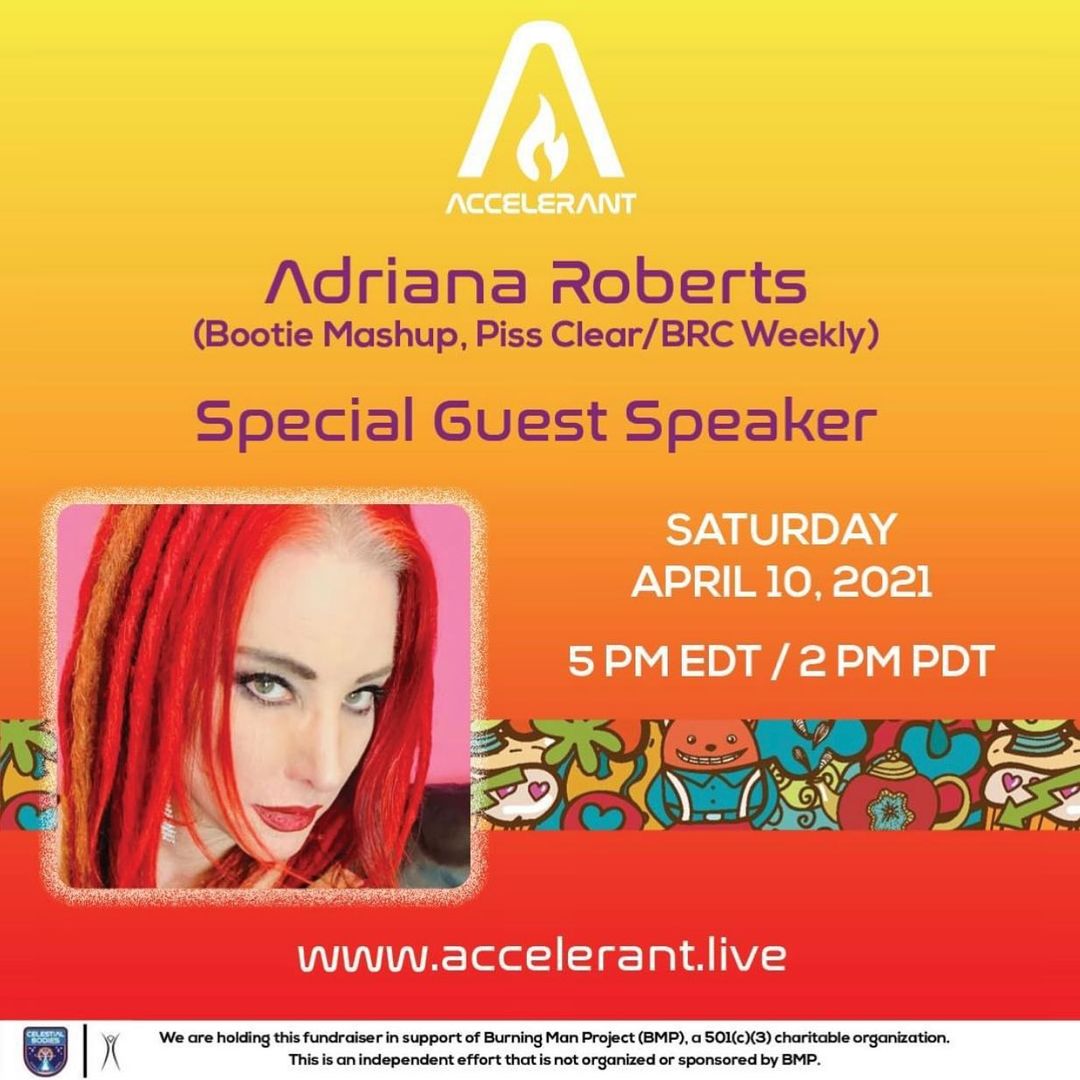 ACCELERANT
Adriana Roberts
(Bootie Mashup, Piss Clear/BRC Weekly)
Special Guest Speaker
SATURDAY
APRIL 10, 2021
5 PM EDT / 2 PM PDT
www.accelerant.live
CELESTIAL
BODIES
We are holding this fundraiser in support of Burning Man Project (BMP), a 501(c)(3) charitable organization.
This is an independent effort that is not organized or sponsored by BMP.